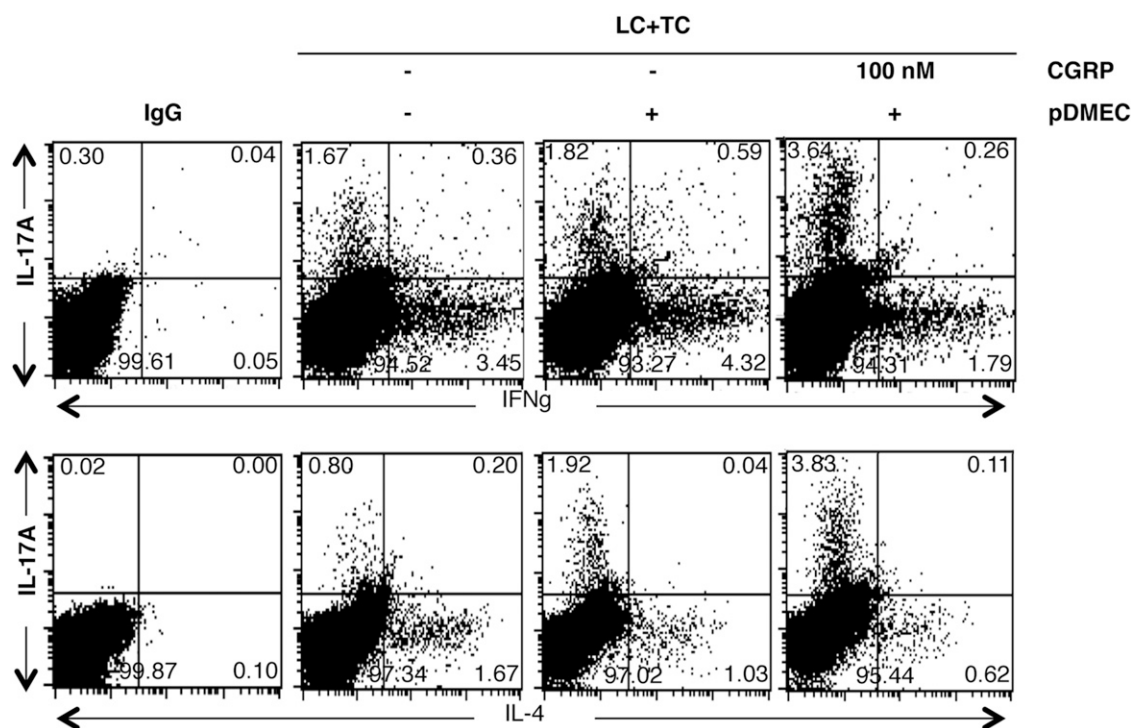 LC+TC
- - 100 nM CGRP
IgG - + + pDMEC
0.30 0.04 1.67 0.36 1.82 0.59 3.64 0.26
IL-17A
99.61 0.05 94.52 3.45 93.27 4.32 94.31 1.79
IFNg
0.02 0.00 0.80 0.20 1.92 0.04 3.83 0.11
IL-17A
99.87 0.10 97.34 1.67 97.02 1.03 95.44 0.62
IL-4